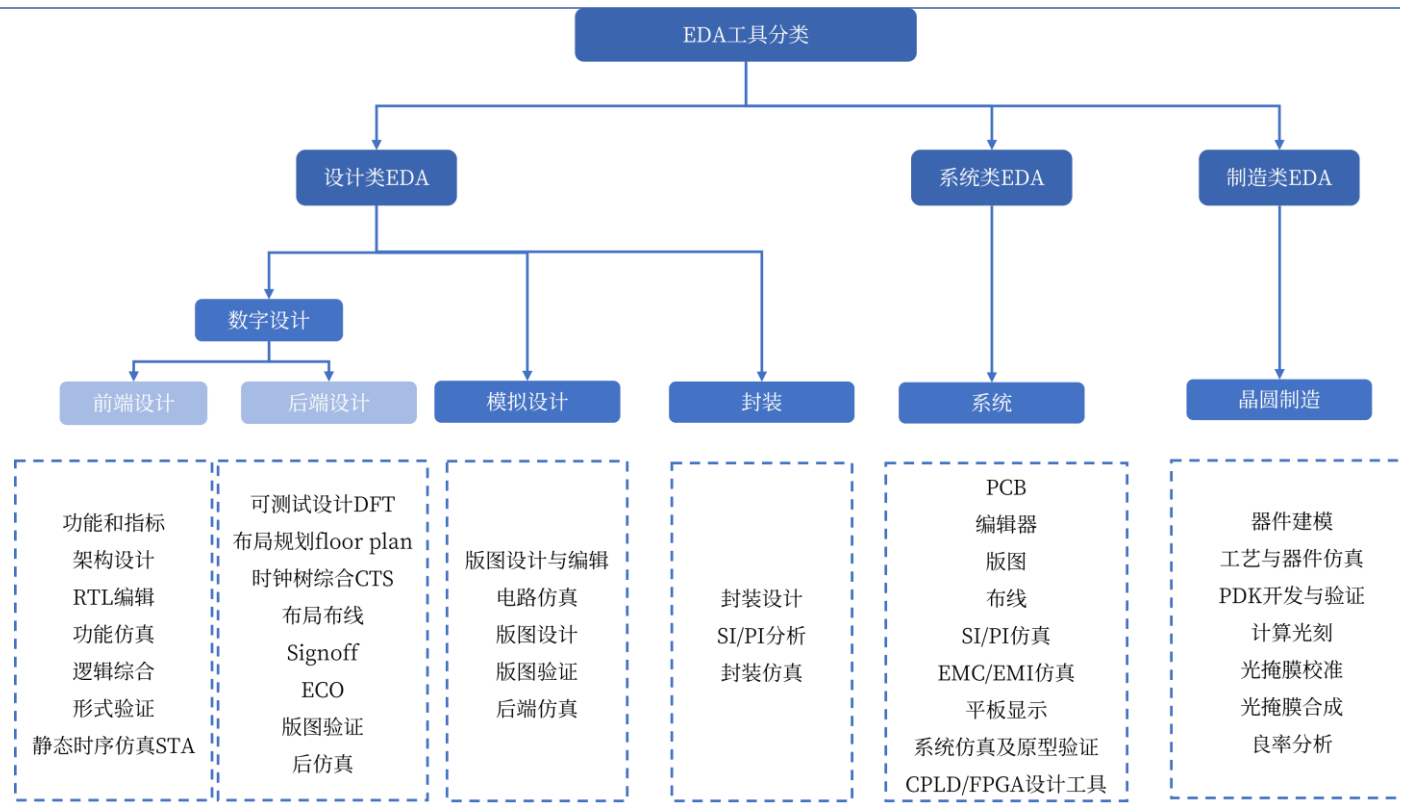 EDA工具分类
设计类EDA
系统类EDA
制造类EDA
数字设计
前端设计
后端设计
模拟设计
封装
系统
晶圆制造
功能和指标
架构设计
RTL编辑
功能仿真
逻辑综合
形式验证
静态时序仿真STA
可测试设计DFT
布局规划floor plan
时钟树综合CTS
布局布线
Signoff
ECO
版图验证
后仿真
版图设计与编辑
电路仿真
版图设计
版图验证
后端仿真
封装设计
SI/PI分析
封装仿真
PCB
编辑器
版图
布线
SI/PI仿真
EMC/EMI仿真
平板显示
系统仿真及原型验证
CPLD/FPGA设计工具
器件建模
工艺与器件仿真
PDK开发与验证
计算光刻
光掩膜校准
光掩膜合成
良率分析